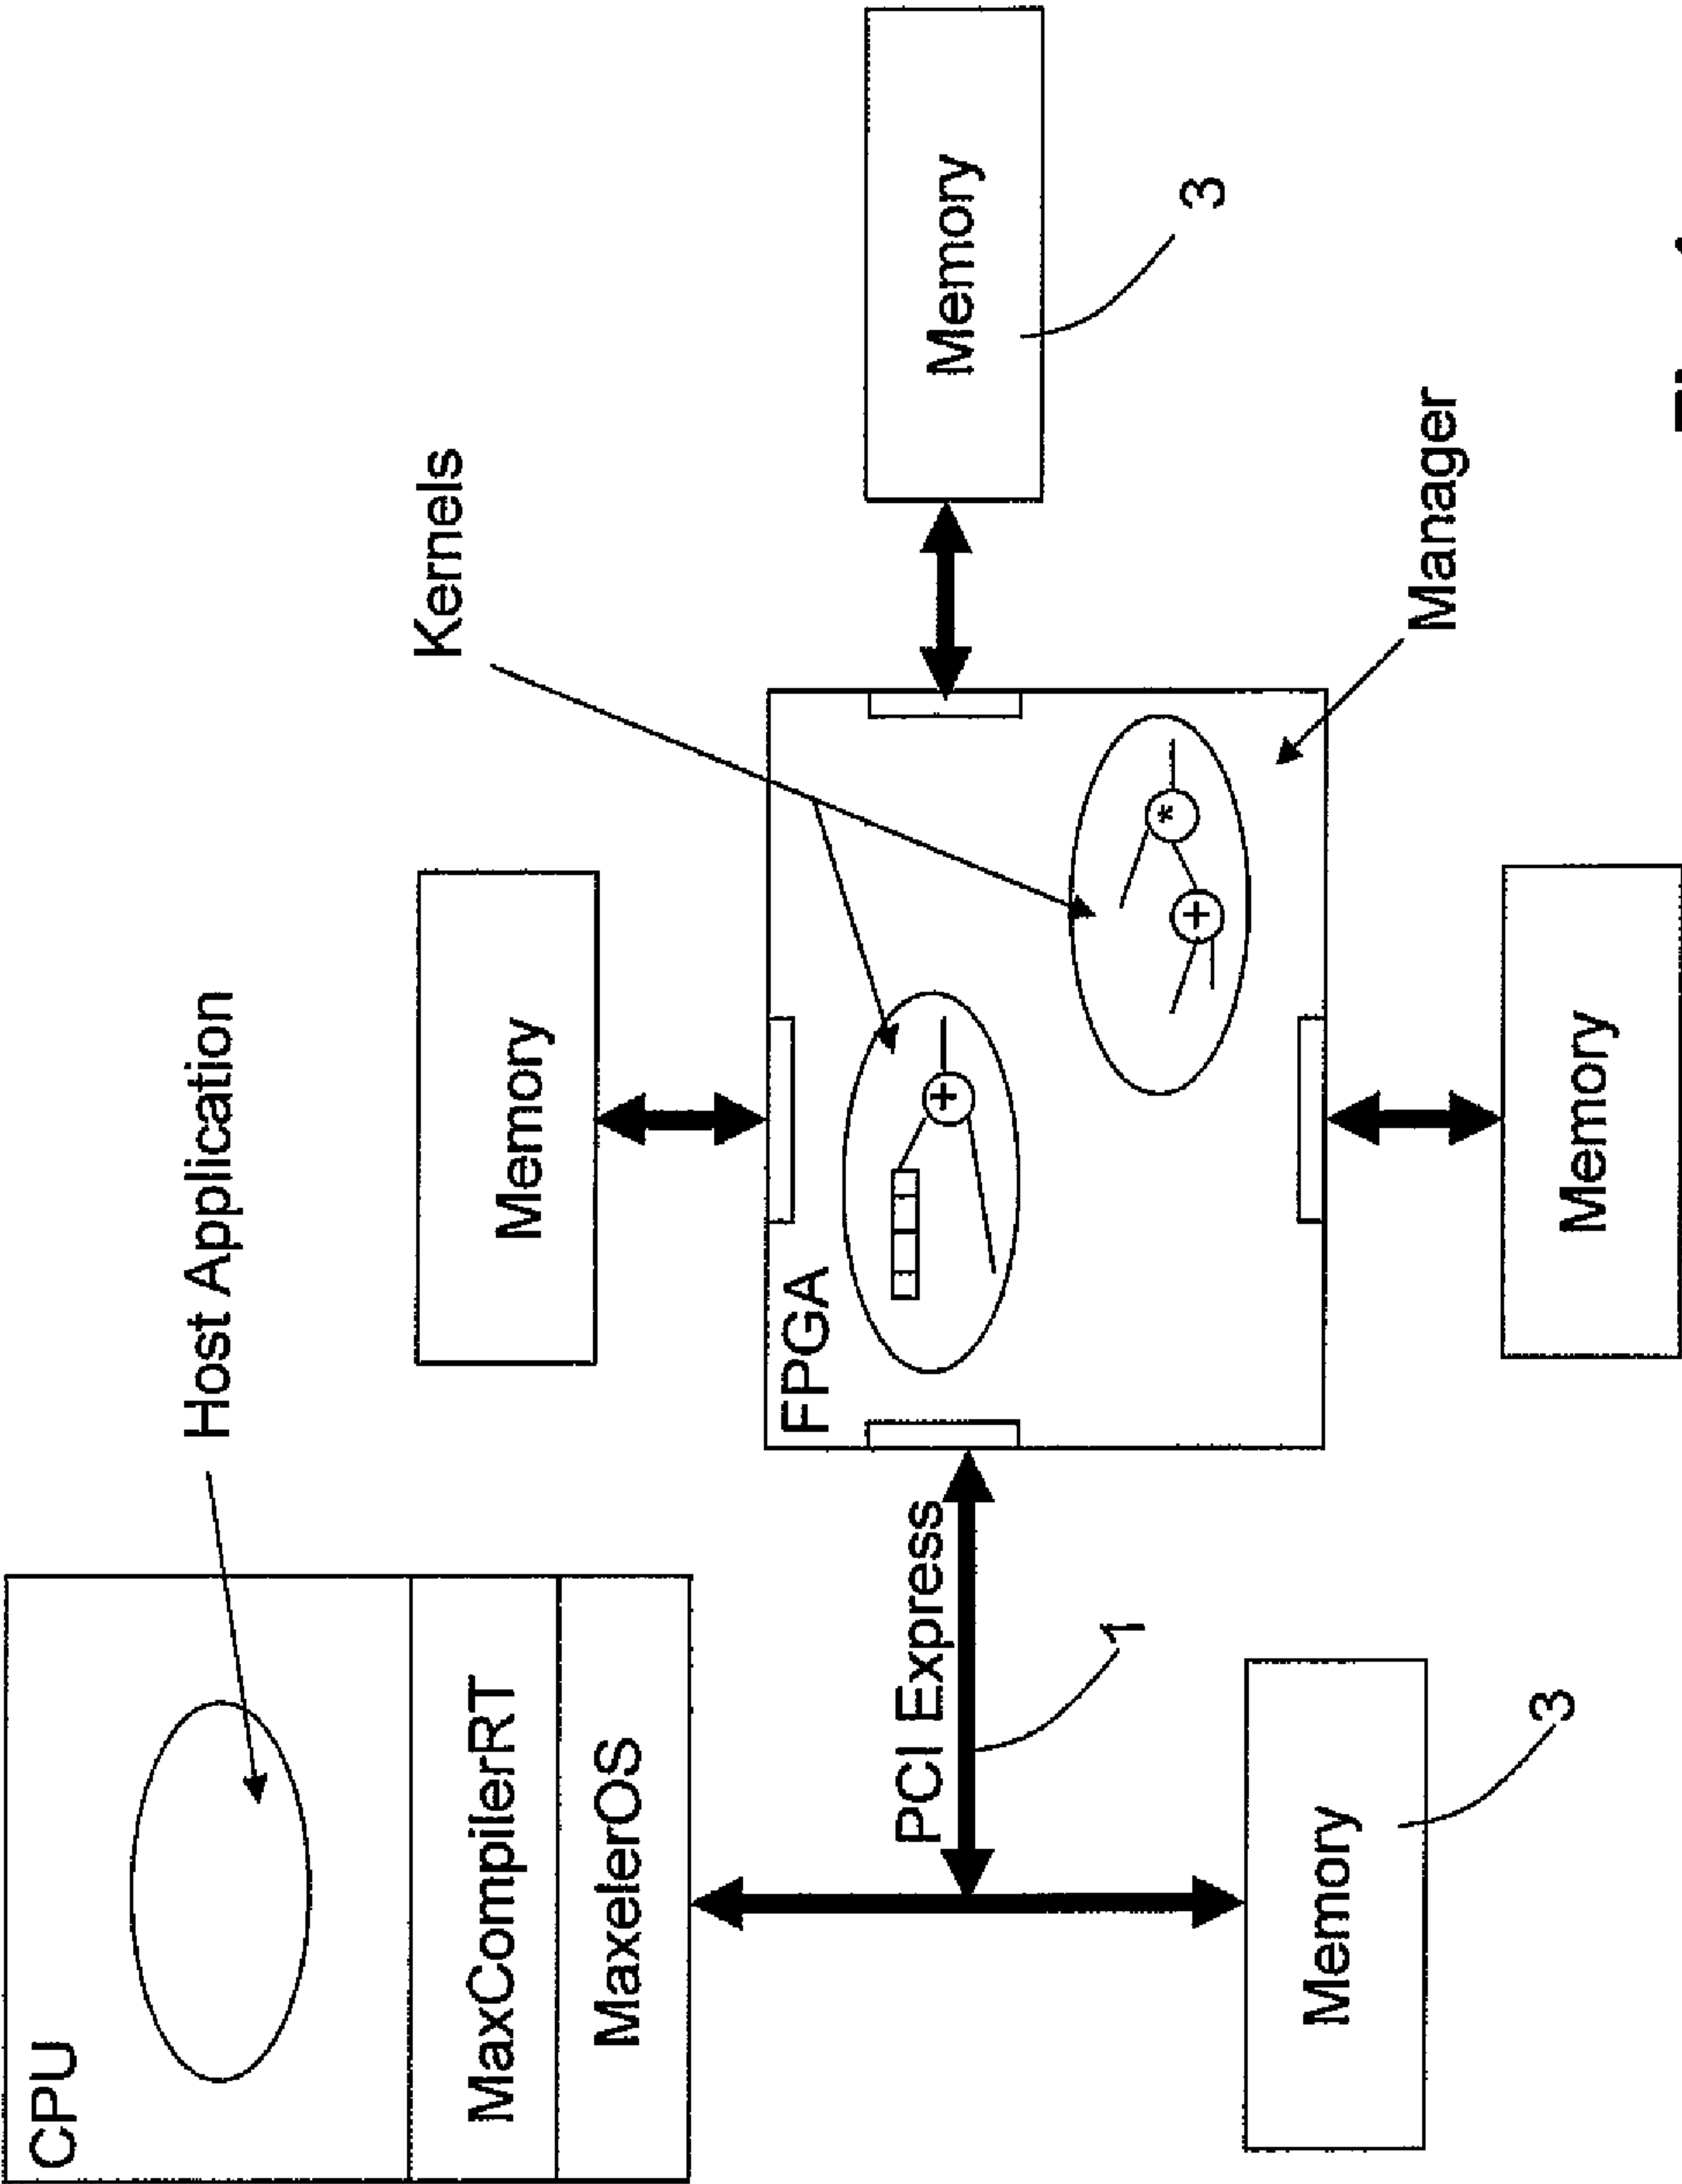 CPU
Host Application
MaxCompilerRT
MaxelerOS
Memory
Kernels
FPGA
+
+
*
PCI Express
1
Memory
3
Memory
3
Memory
Manager